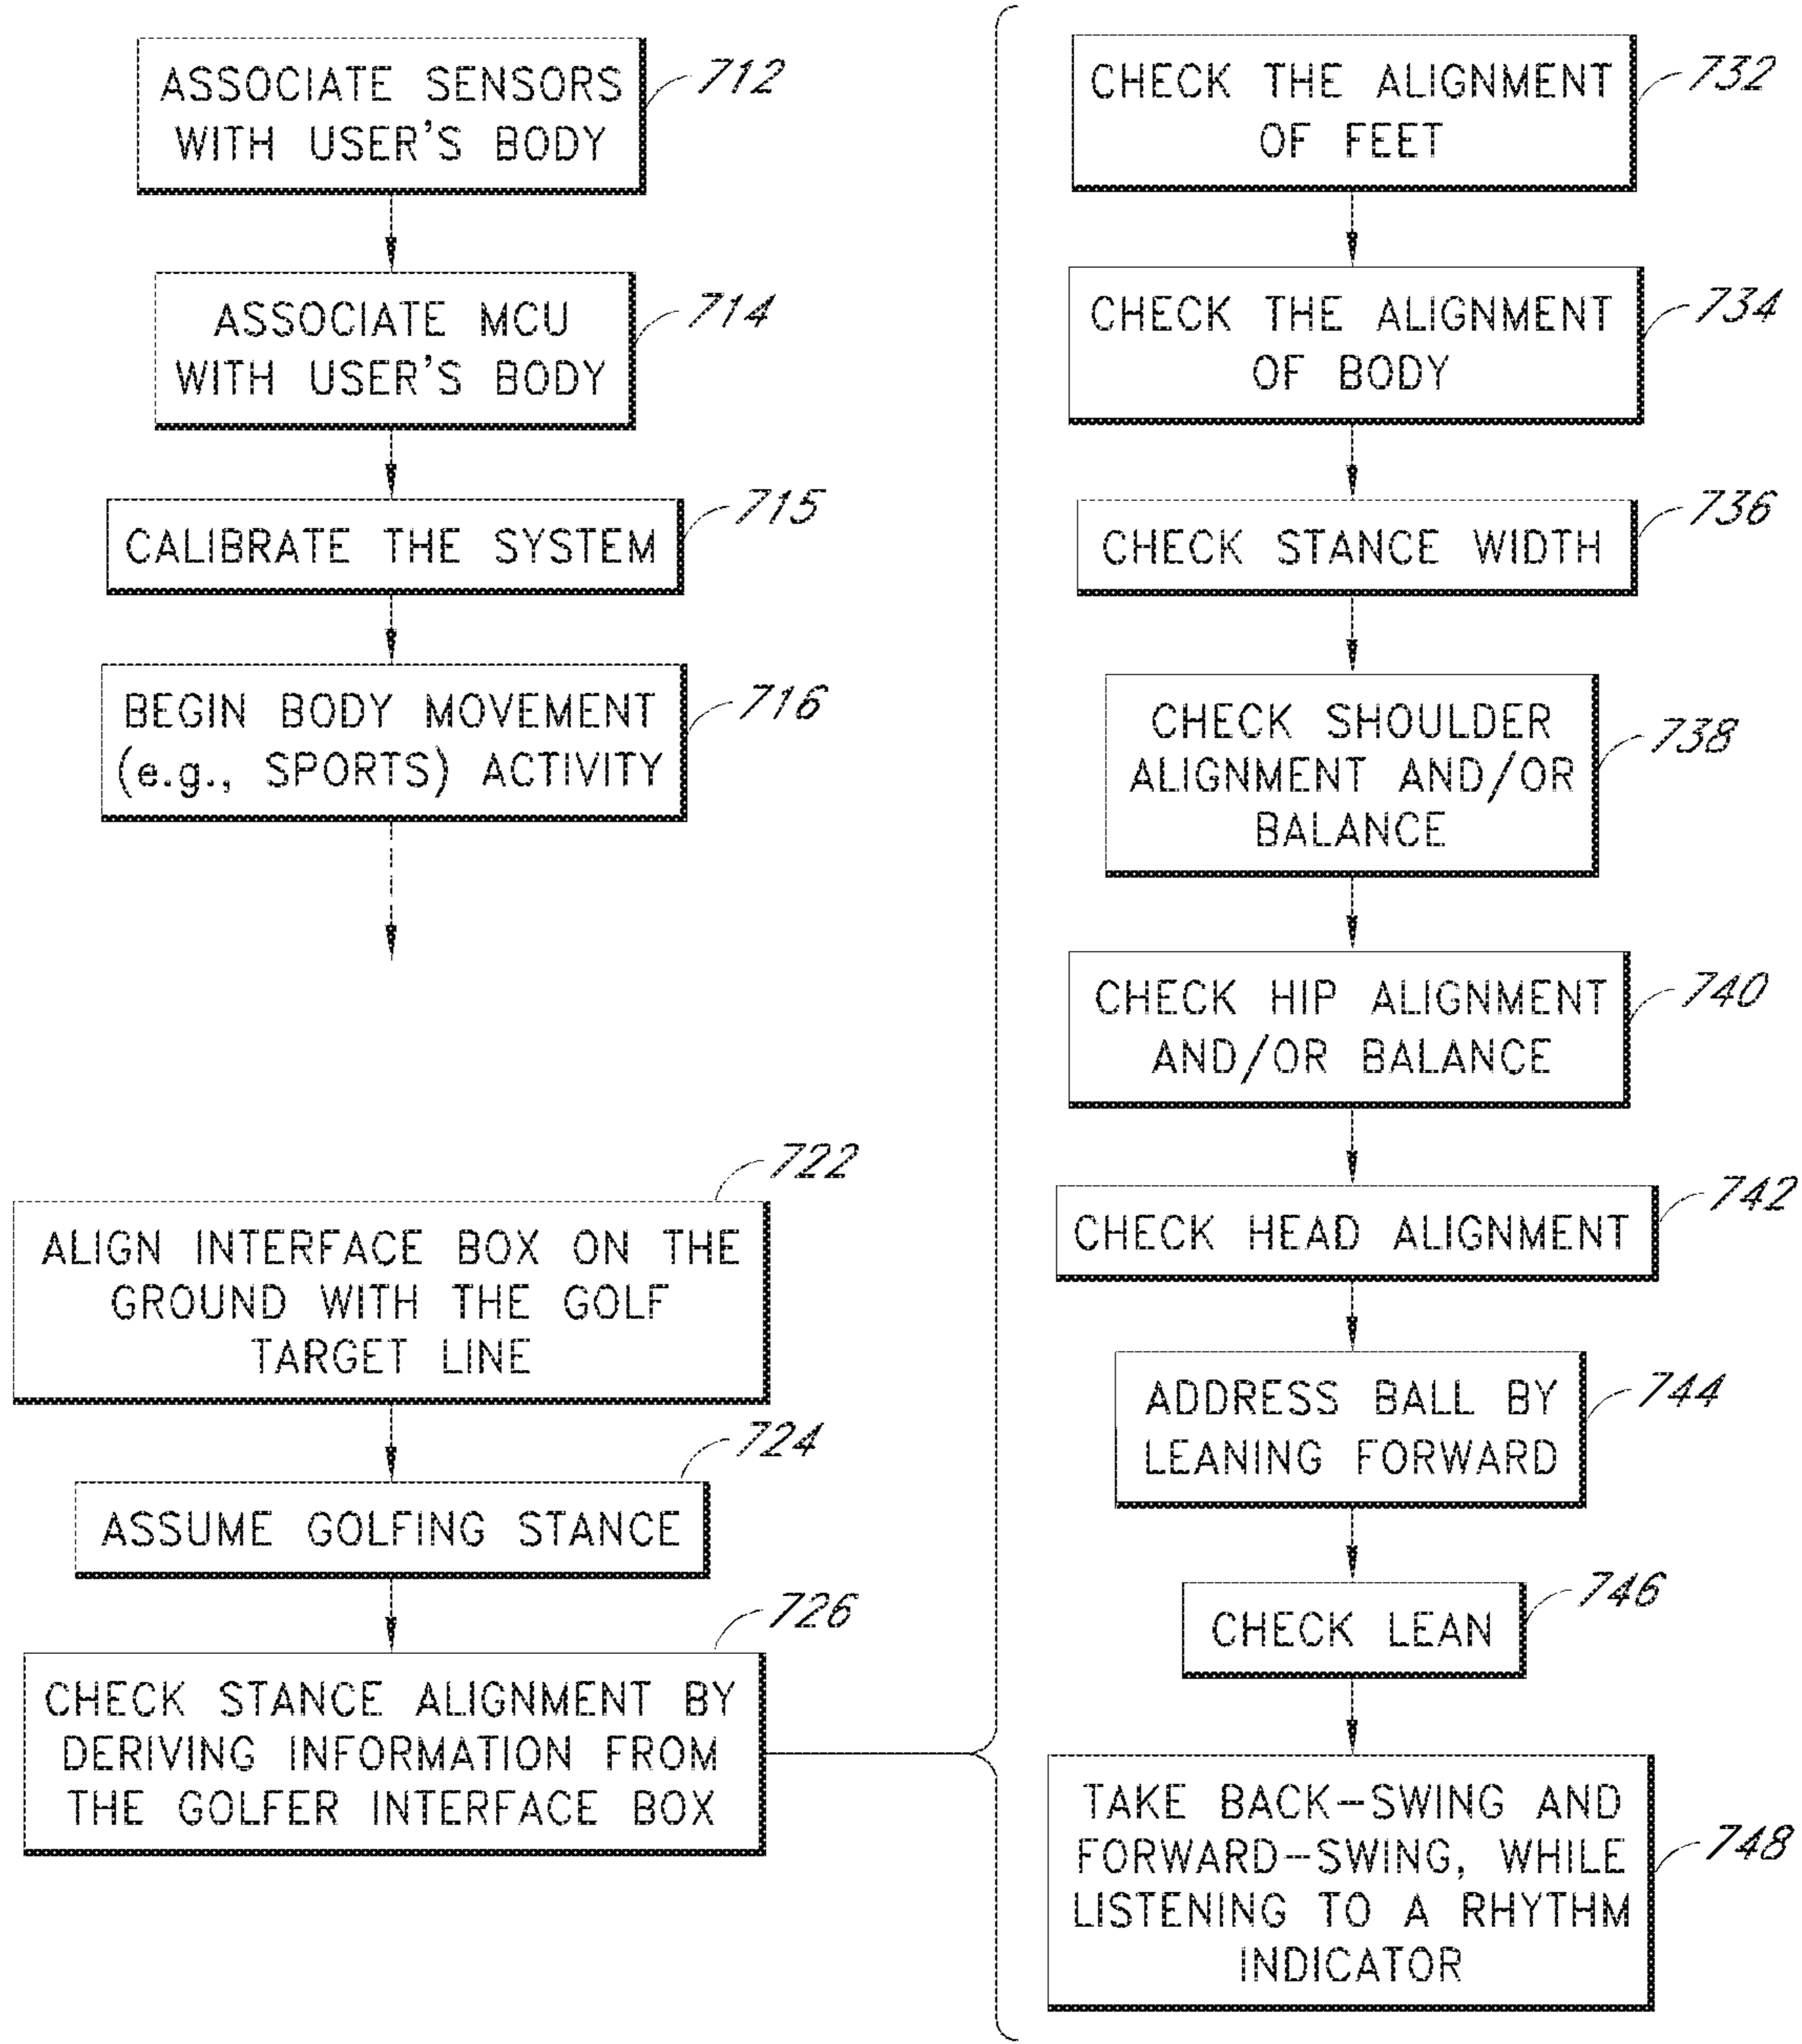 ASSOCIATE SENSORS
WITH USER'S BODY
712
ASSOCIATE MCU
WITH USER'S BODY
714
CALIBRATE THE SYSTEM
715
BEGIN BODY MOVEMENT
(e.g., SPORTS) ACTIVITY
716
722
ALIGN INTERFACE BOX ON THE
GROUND WITH THE GOLF
TARGET LINE
724
ASSUME GOLFING STANCE
726
CHECK STANCE ALIGNMENT BY
DERIVING INFORMATION FROM
THE GOLFER INTERFACE BOX
CHECK THE ALIGNMENT
OF FEET
732
CHECK THE ALIGNMENT
OF BODY
734
CHECK STANCE WIDTH
736
CHECK SHOULDER
ALIGNMENT AND/OR
BALANCE
738
CHECK HIP ALIGNMENT
AND/OR BALANCE
740
CHECK HEAD ALIGNMENT
742
ADDRESS BALL BY
LEANING FORWARD
744
CHECK LEAN
746
TAKE BACK-SWING AND
FORWARD-SWING, WHILE
LISTENING TO A RHYTHM
INDICATOR
748